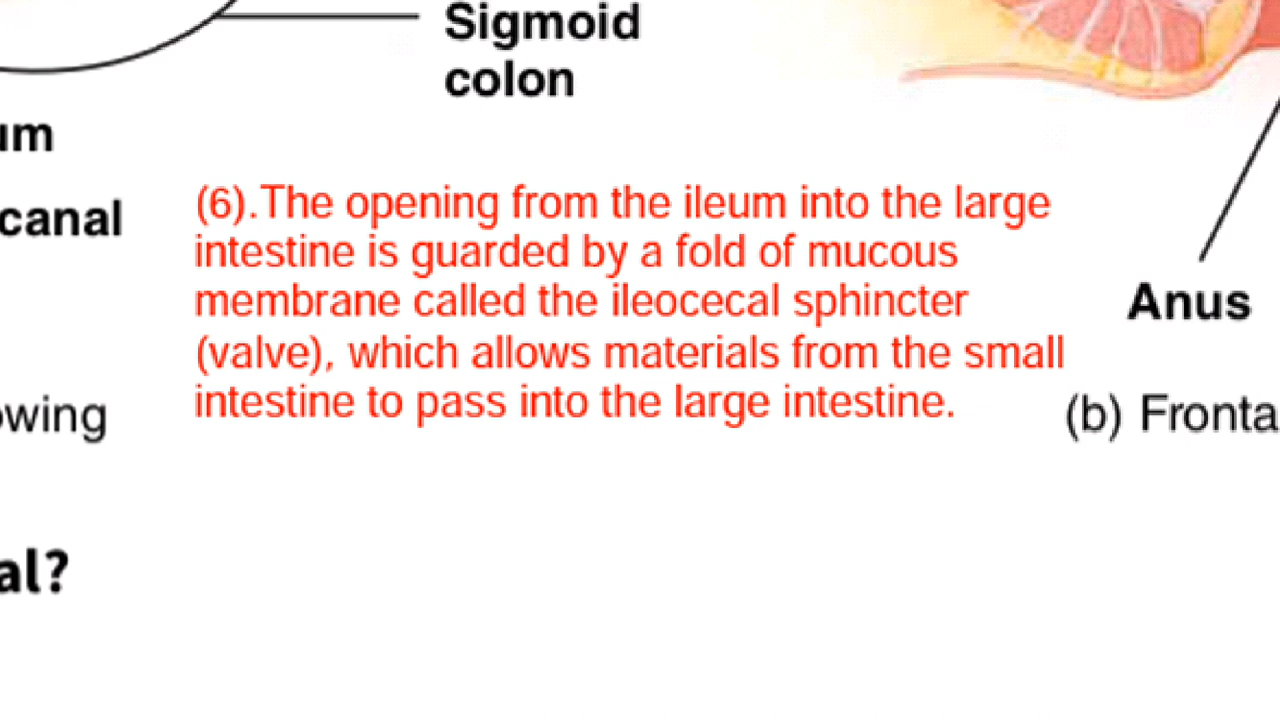 Sigmoid
colon
um
canal
(6).The opening from the ileum into the large
intestine is guarded by a fold of mucous
membrane called the ileocecal sphincter
(valve), which allows materials from the small
intestine to pass into the large intestine.
Anus
owing
(b) Fronta
al?